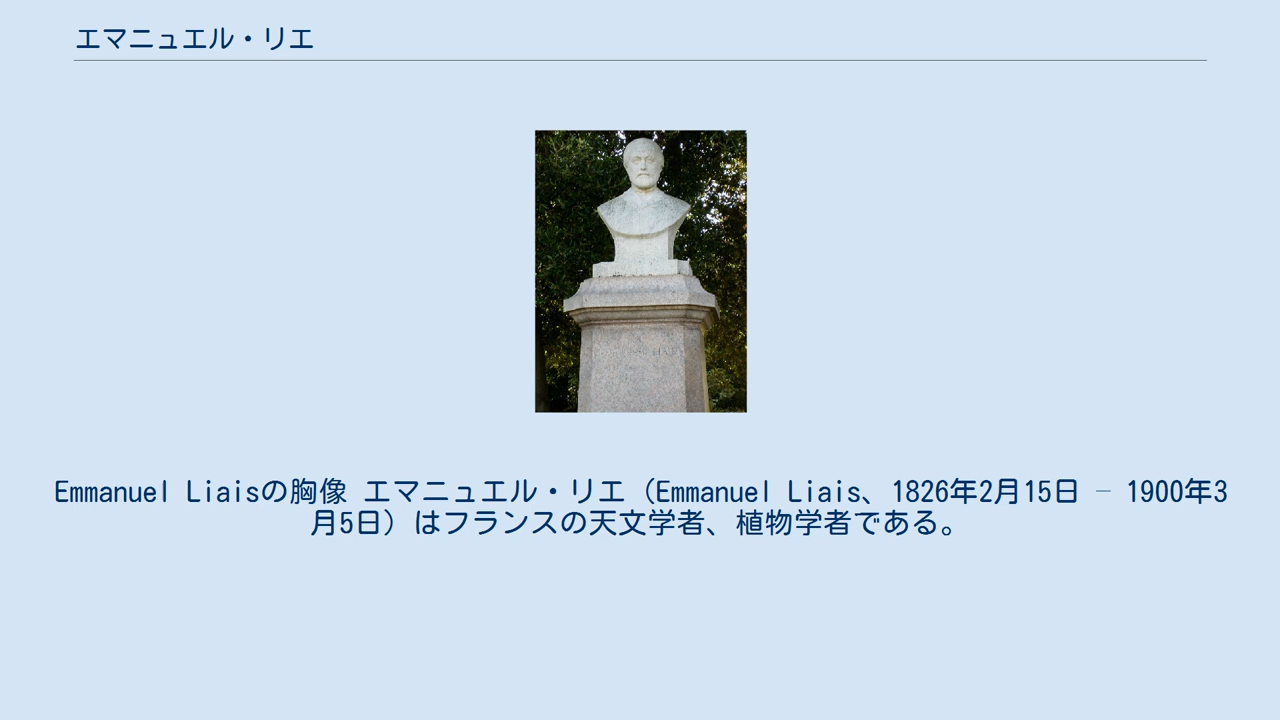 エマニュエル・リエ
Emmanuel Liaisの胸像 エマニュエル・リエ（Emmanuel Liais、1826年2月15日 – 1900年3
月5日）はフランスの天文学者、植物学者である。